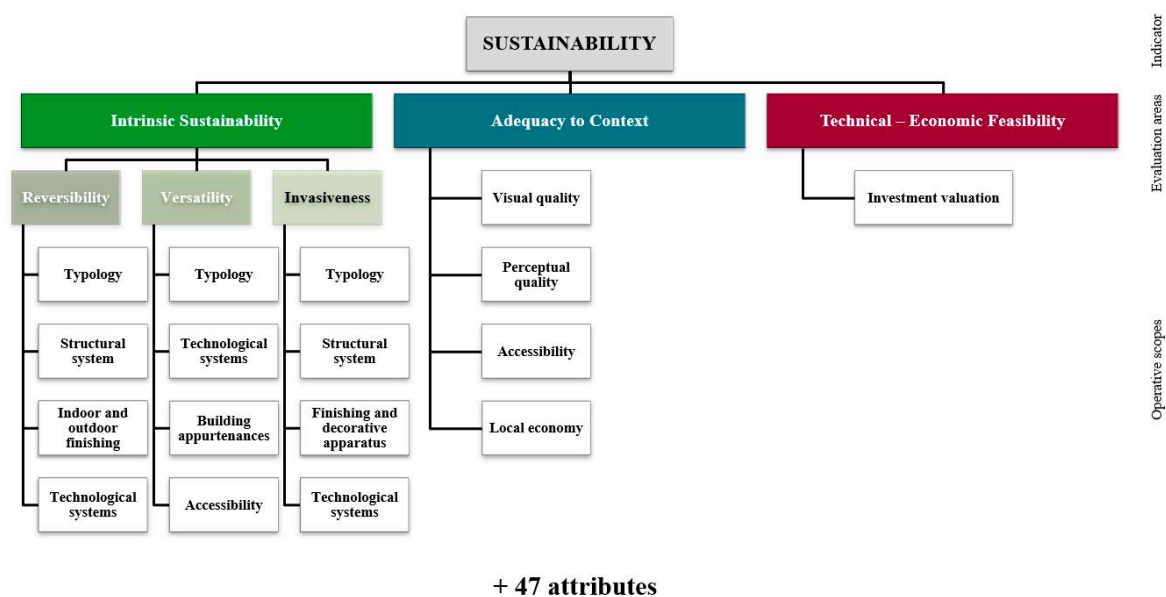 SUSTAINABILITY
Indicator
Intrinsic Sustainability
Adequacy to Context
Technical – Economic Feasibility
Evaluation areas
Reversibility
Versatility
Invasiveness
Visual quality
Investment valuation
Typology
Typology
Typology
Perceptual
quality
Structural
system
Technological
systems
Structural
system
Accessibility
Operative scopes
Indoor and
outdoor
finishing
Building
appurtenances
Finishing and
decorative
apparatus
Local economy
Technological
systems
Accessibility
Technological
systems
+ 47 attributes